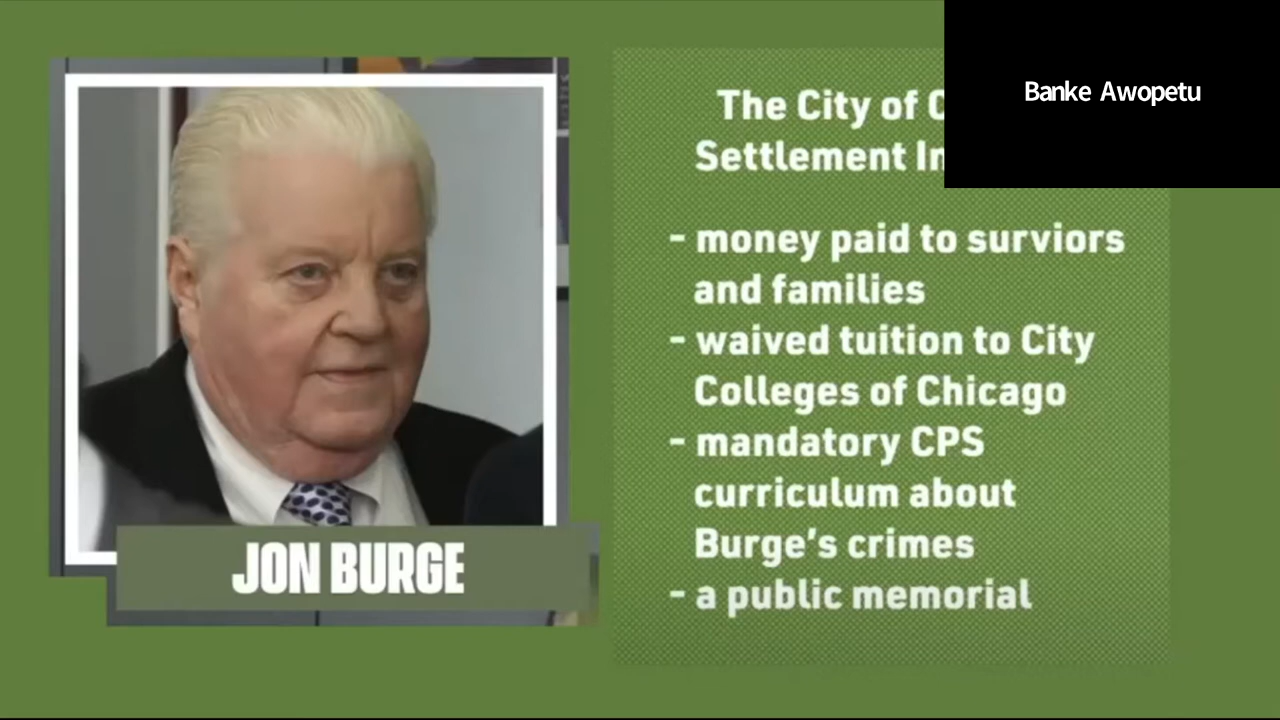 JON BURGE
The City of
Settlement
- money paid to surviors
and families
- waived tuition to City
Colleges of Chicago
- mandatory CPS
curriculum about
Burge's crimes
- a public memorial
Banke Awopetu